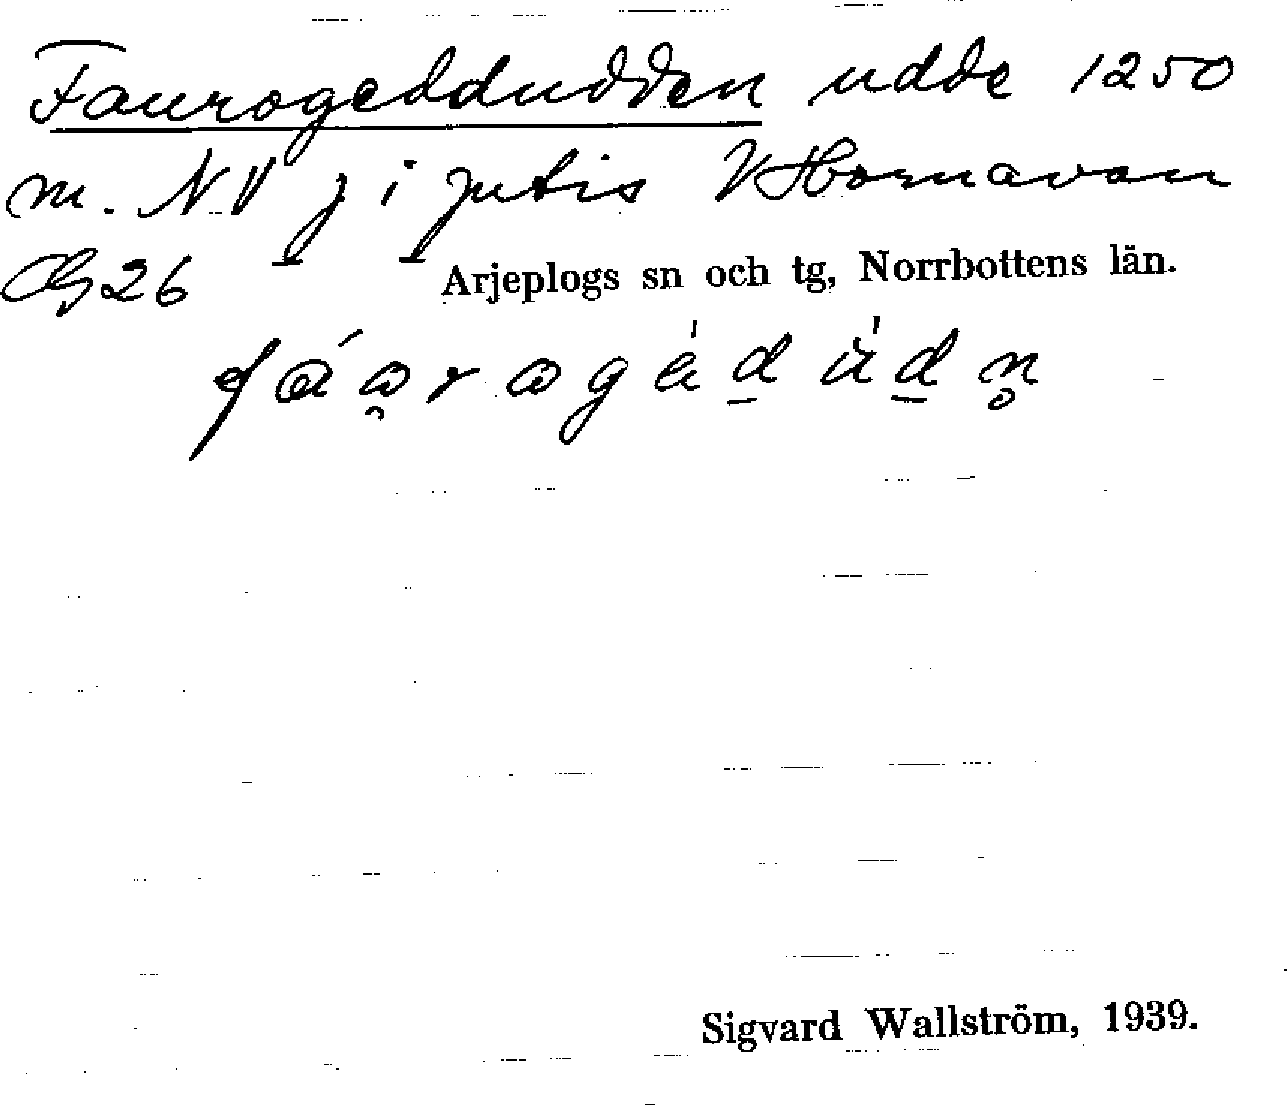 Faurogeddudden udde 1250
m. NV j i Jutis V Hornavan
26
Arjeplogs sn och tg, Norrbottens län.
Sigvard Wallström, 1939.